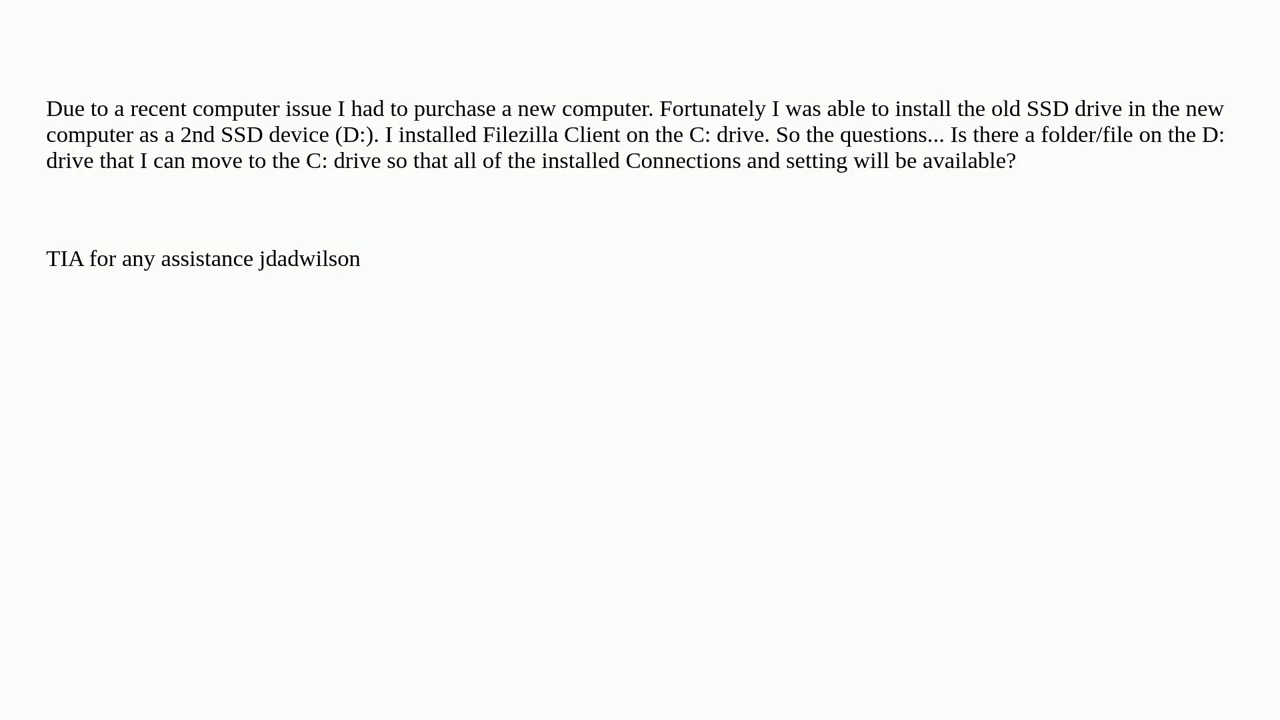 Due to a recent computer issue I had to purchase a new computer. Fortunately I was able to install the old SSD drive in the new
computer as a 2nd SSD device (D:). I installed Filezilla Client on the C: drive. So the questions... Is there a folder/file on the D:
drive that I can move to the C: drive so that all of the installed Connections and setting will be available?
TIA for any assistance jdadwilson